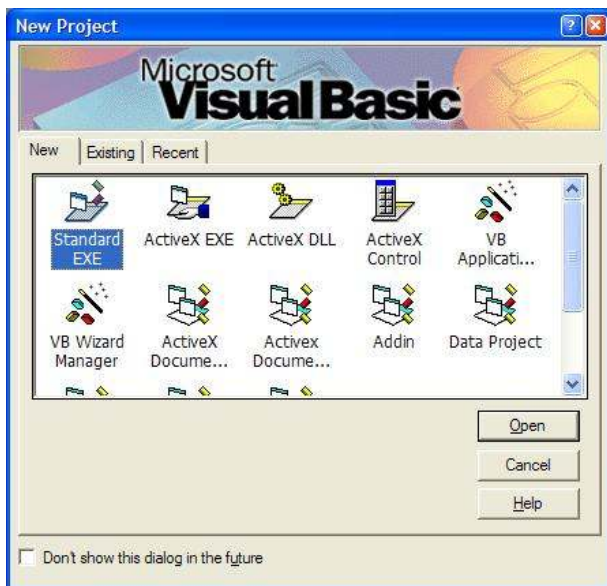 New Project
Microsoft
Visual Basic
New Existing Recent
Standard EXE
ActiveX EXE
ActiveX DLL
ActiveX Control
VB Applicati...
VB Wizard Manager
ActiveX Docume...
Activex Docume...
Addin
Data Project
Open
Cancel
Help
Don't show this dialog in the future